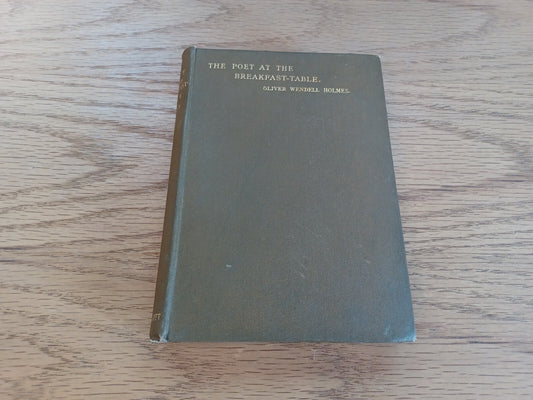 THE POET AT THE
BREAKFAST-TABLE.
OLIVER WENDELL HOLMES.